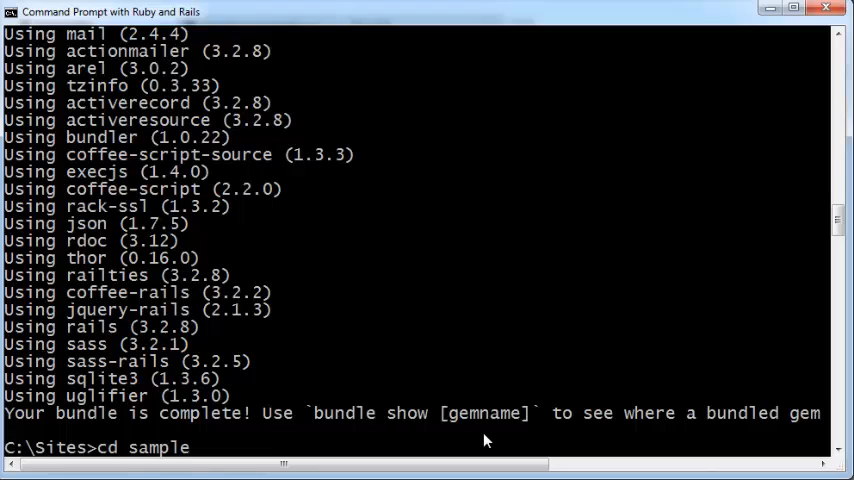 Command Prompt with Ruby and Rails
Using mail (2.4.4)
Using actionmailer (3.2.8)
Using arel (3.0.2)
Using tzinfo (0.3.33)
Using activerecord (3.2.8)
Using activeresource (3.2.8)
Using bundler (1.0.22)
Using coffee-script-source (1.3.3)
Using execjs (1.4.0)
Using coffee-script (2.2.0)
Using rack-ssl (1.3.2)
Using json (1.7.5)
Using rdoc (3.12)
Using thor (0.16.0)
Using railties (3.2.8)
Using coffee-rails (3.2.2)
Using jquery-rails (2.1.3)
Using rails (3.2.8)
Using sass (3.2.1)
Using sass-rails (3.2.5)
Using sqlite3 (1.3.6)
Using uglifier (1.3.0)
Your bundle is complete! Use `bundle show [gemname]` to see where a bundled gem
C:\Sites>cd sample